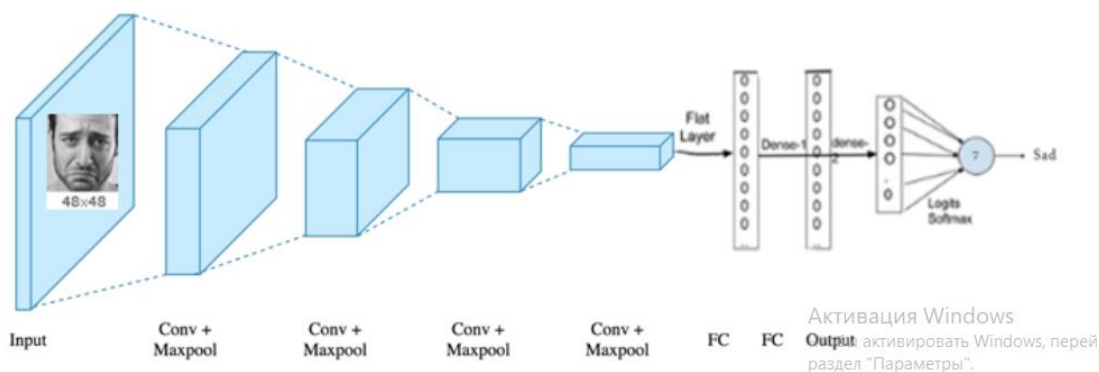 48x48
Flat
Layer
Dense-1
dense-
2
7
Sad
Logits
Softmax
Input
Conv +
Maxpool
Conv +
Maxpool
Conv +
Maxpool
Conv +
Maxpool
FC
FC
Output
Активация Windows
активировать Windows, перей
раздел "Параметры".